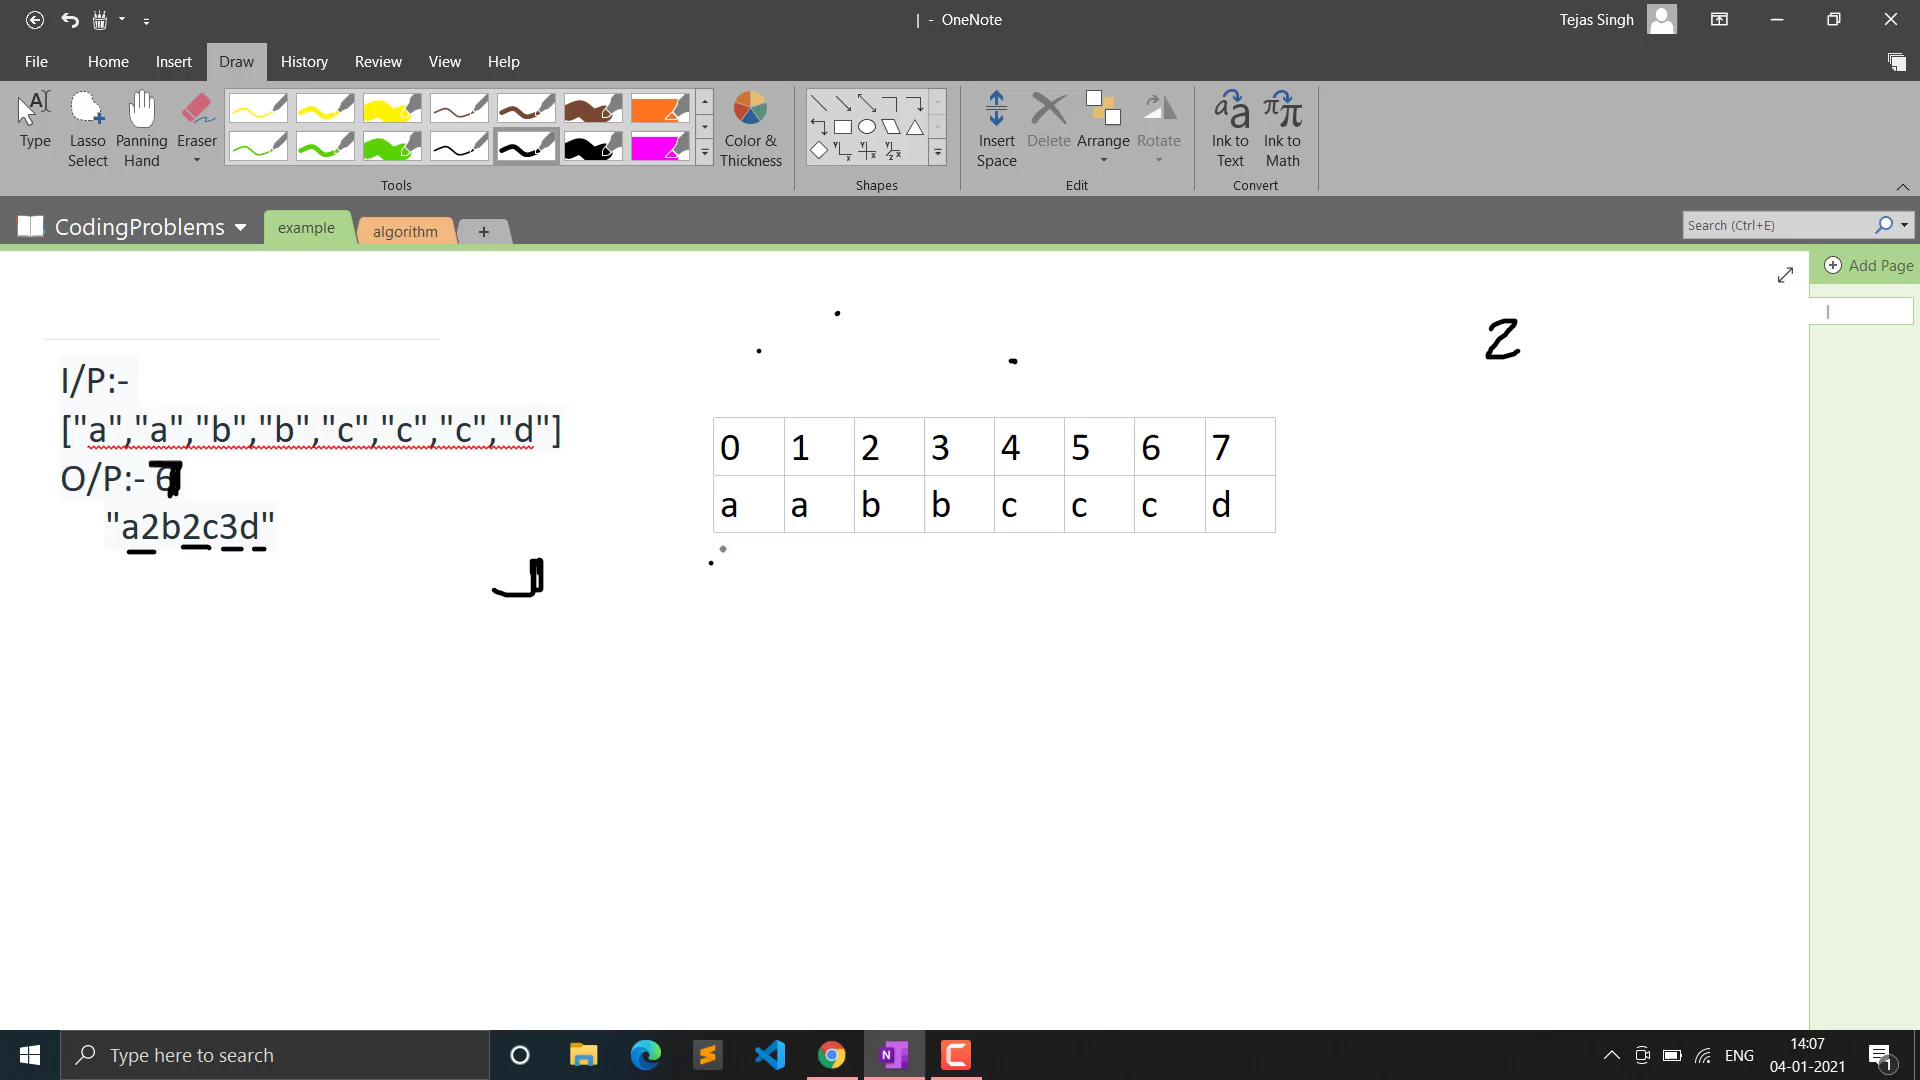 - OneNote
Tejas Singh
File Home Insert Draw History Review View Help
Type
Lasso Select
Panning Hand
Eraser
Color & Thickness
Insert Space
Delete
Arrange
Rotate
Ink to Text
Ink to Math
Tools
Shapes
Edit
Convert
CodingProblems
example
algorithm
Search (Ctrl+E)
Add Page
2
I/P:-
["a","a","b","b","c","c","c","d"]
O/P:- 6 7
"a2b2c3d"
0 1 2 3 4 5 6 7
a a b b c c c d
Type here to search
ENG
14:07
04-01-2021
1